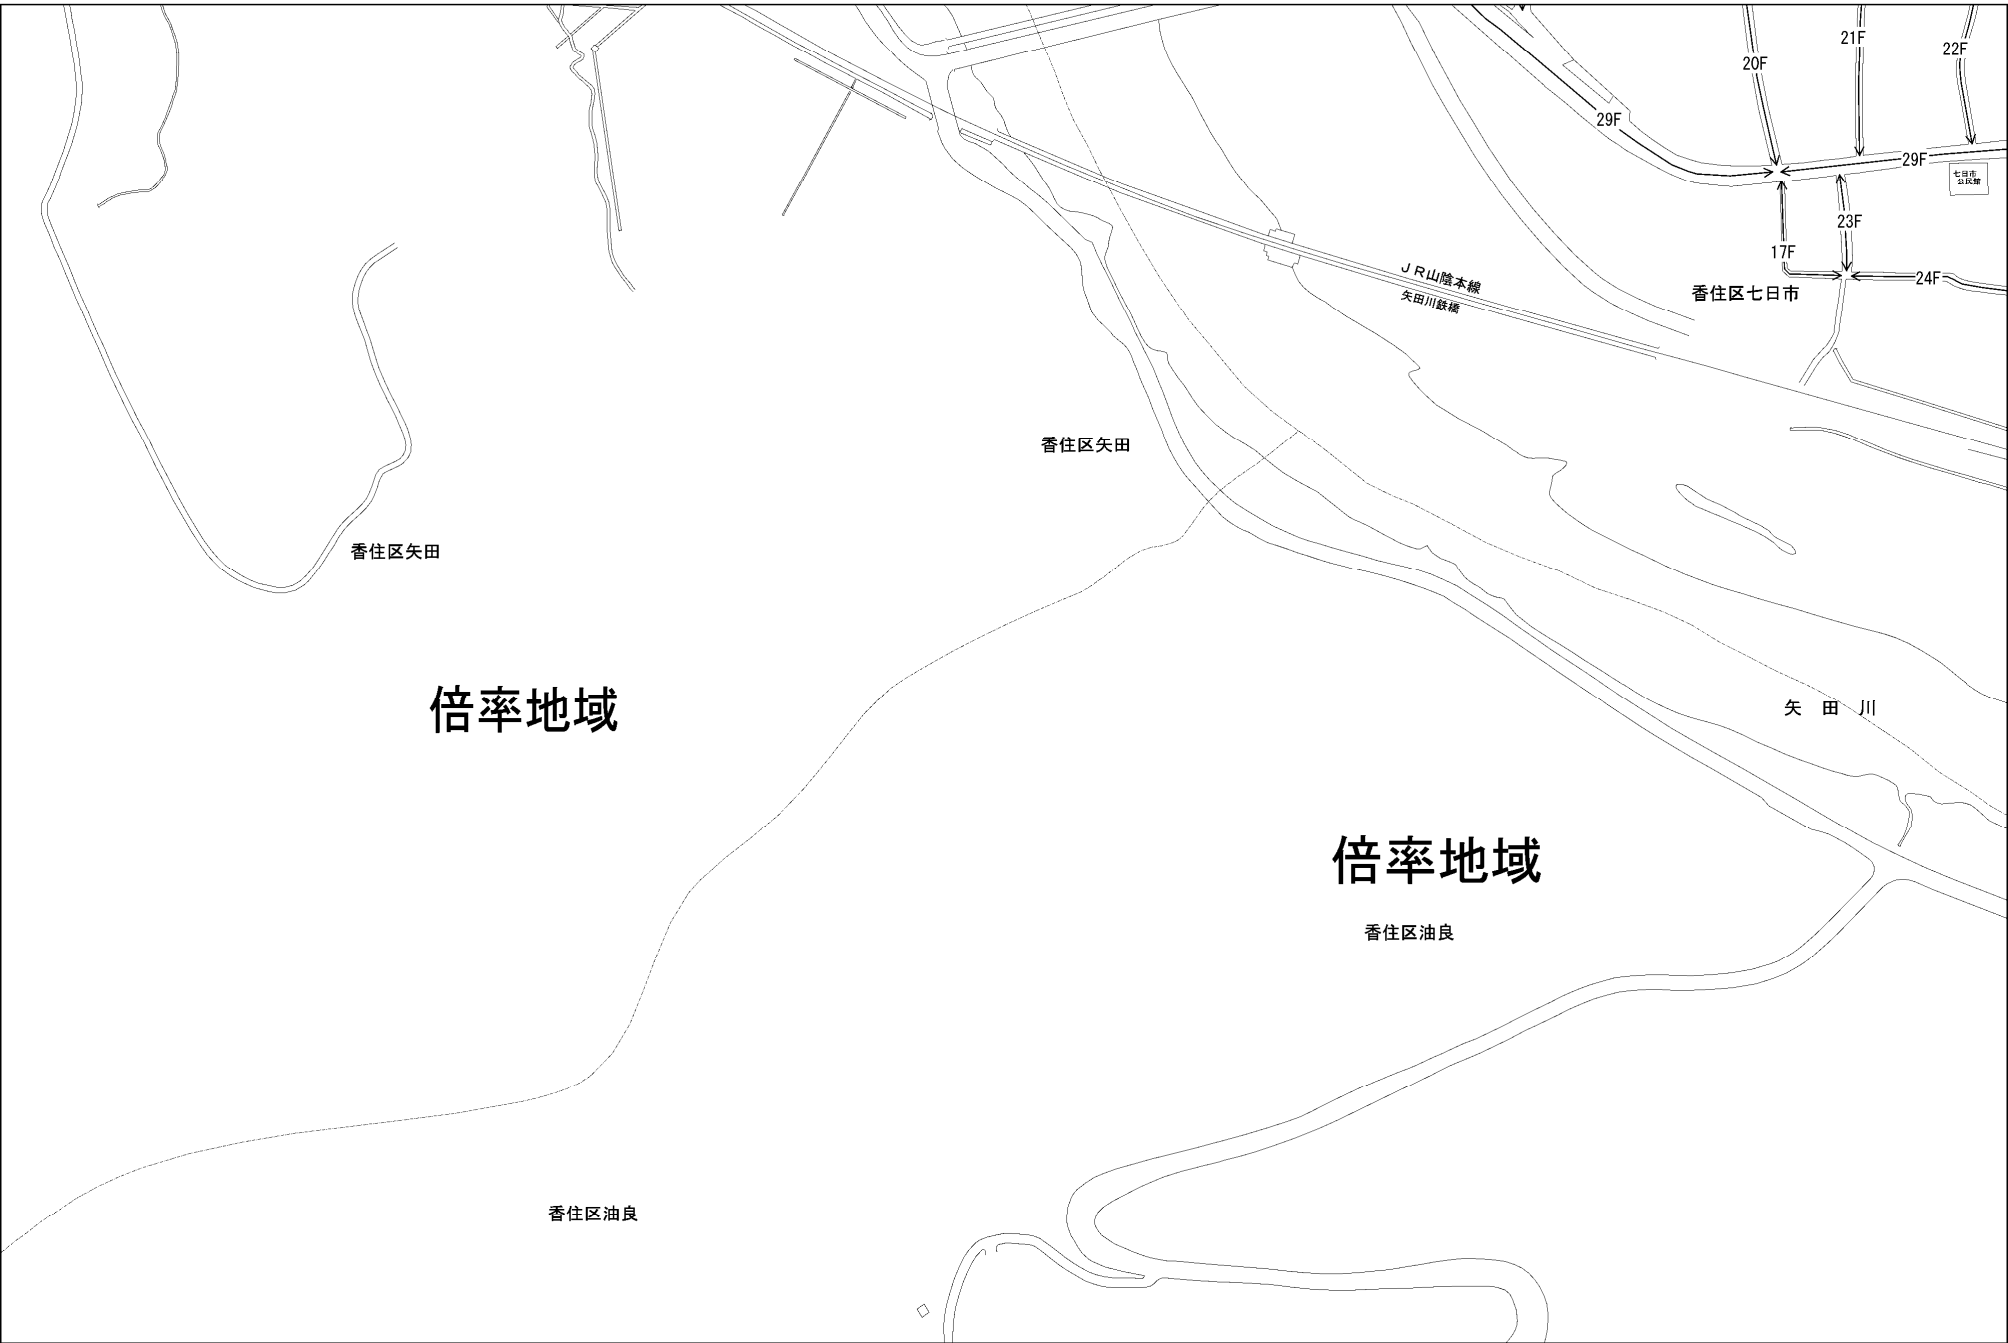 21F
22F
20F
29F
29F
七日市
公民館
23F
17F
24F
JR山陰本線
香住区七日市
矢田川鉄橋
香住区矢田
香住区矢田
倍率地域
矢田川
倍率地域
香住区油良
香住区油良